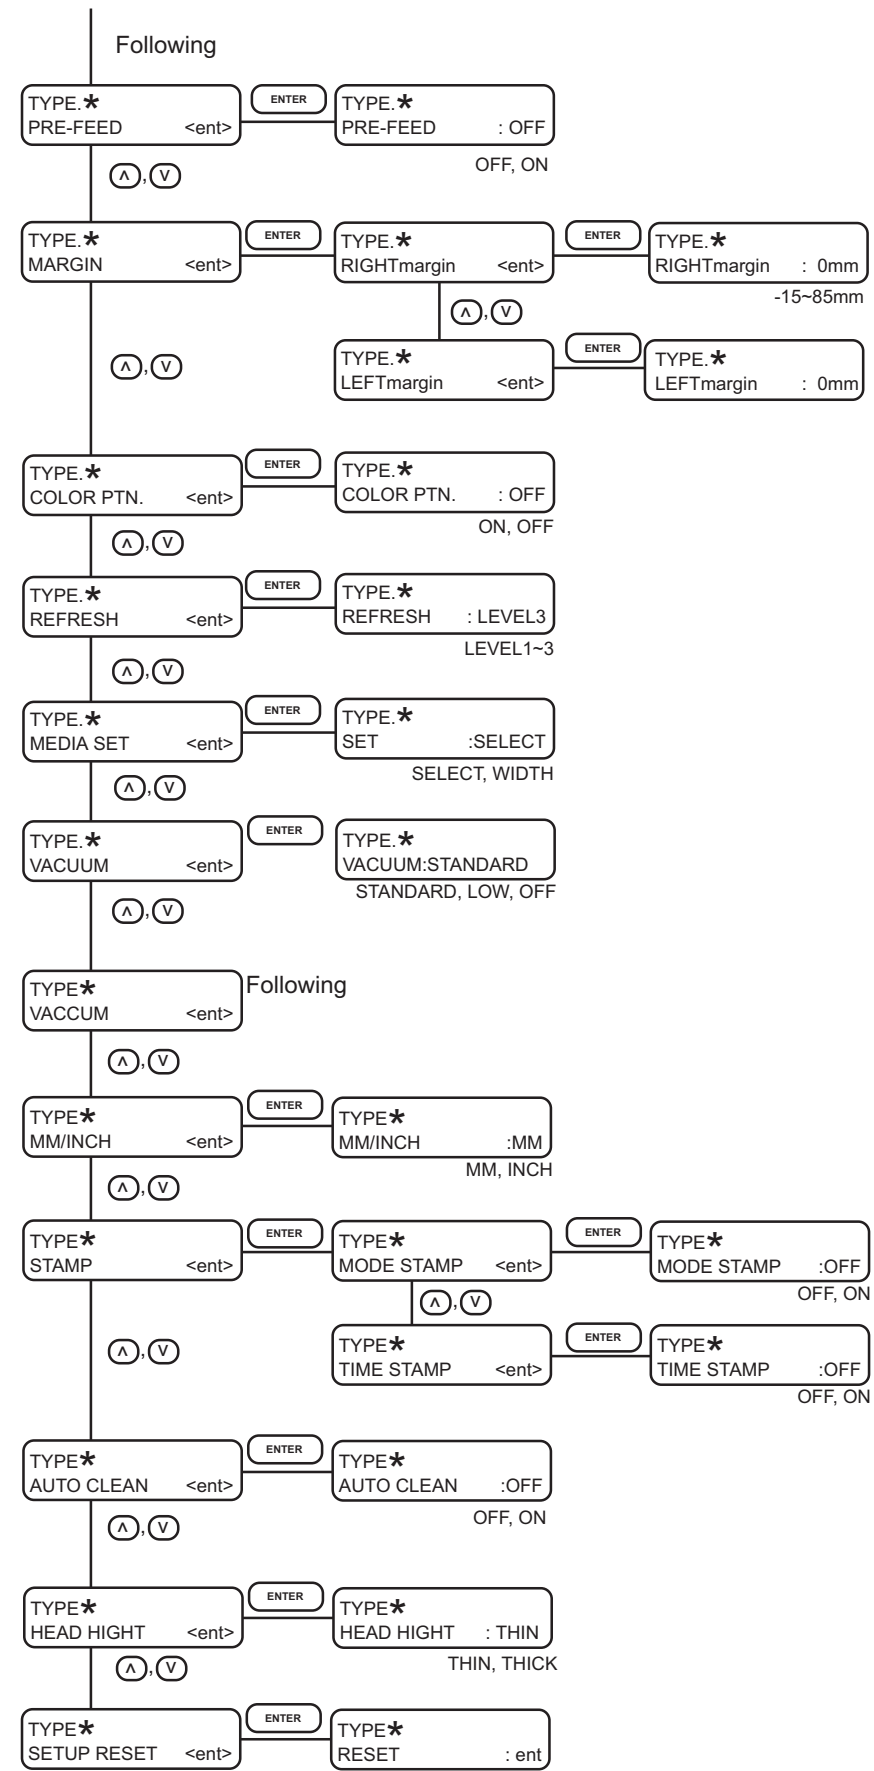 Following
TYPE.*
PRE-FEED <ent>
ENTER
TYPE.*
PRE-FEED : OFF
OFF, ON
∧, ∨
TYPE.*
MARGIN <ent>
ENTER
TYPE.*
RIGHTmargin <ent>
ENTER
TYPE.*
RIGHTmargin : 0mm
-15~85mm
∧, ∨
∧, ∨
TYPE.*
LEFTmargin <ent>
ENTER
TYPE.*
LEFTmargin : 0mm
TYPE.*
COLOR PTN. <ent>
ENTER
TYPE.*
COLOR PTN. : OFF
ON, OFF
∧, ∨
TYPE.*
REFRESH <ent>
ENTER
TYPE.*
REFRESH : LEVEL3
LEVEL1~3
∧, ∨
TYPE.*
MEDIA SET <ent>
ENTER
TYPE.*
SET :SELECT
SELECT, WIDTH
∧, ∨
TYPE.*
VACUUM <ent>
ENTER
TYPE.*
VACUUM:STANDARD
STANDARD, LOW, OFF
∧, ∨
TYPE*
VACCUM <ent>
Following
∧, ∨
TYPE*
MM/INCH <ent>
ENTER
TYPE*
MM/INCH :MM
MM, INCH
∧, ∨
TYPE*
STAMP <ent>
ENTER
TYPE*
MODE STAMP <ent>
ENTER
TYPE*
MODE STAMP :OFF
OFF, ON
∧, ∨
∧, ∨
TYPE*
TIME STAMP <ent>
ENTER
TYPE*
TIME STAMP :OFF
OFF, ON
TYPE*
AUTO CLEAN <ent>
ENTER
TYPE*
AUTO CLEAN :OFF
OFF, ON
∧, ∨
TYPE*
HEAD HIGHT <ent>
ENTER
TYPE*
HEAD HIGHT : THIN
THIN, THICK
∧, ∨
TYPE*
SETUP RESET <ent>
ENTER
TYPE*
RESET : ent